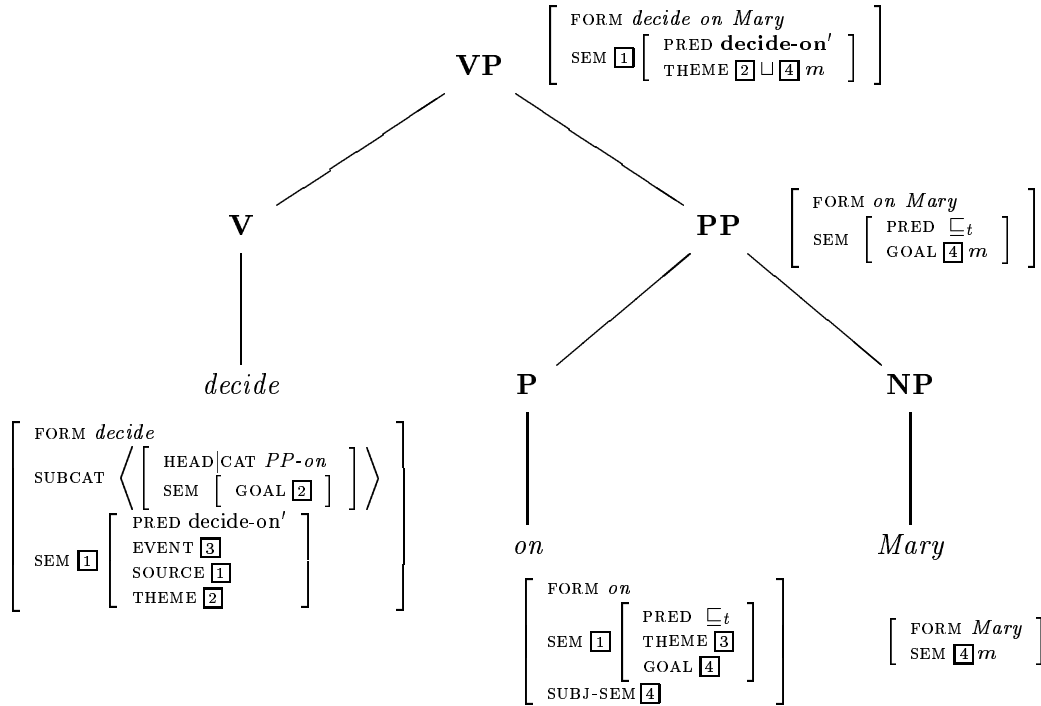 FORM decide on Mary
VP SEM [1] PRED decide-on′
THEME [2] ⊔ [4] m
FORM on Mary
V PP SEM PRED ⊑t
GOAL [4] m
decide P NP
FORM decide
SUBCAT ⟨ HEAD|CAT PP-on ⟩
SEM GOAL [2]
PRED decide-on′
EVENT [3]
SEM [1] SOURCE [1]
THEME [2]
on Mary
FORM on
PRED ⊑t
SEM [1] THEME [3]
GOAL [4]
SUBJ-SEM [4]
FORM Mary
SEM [4] m